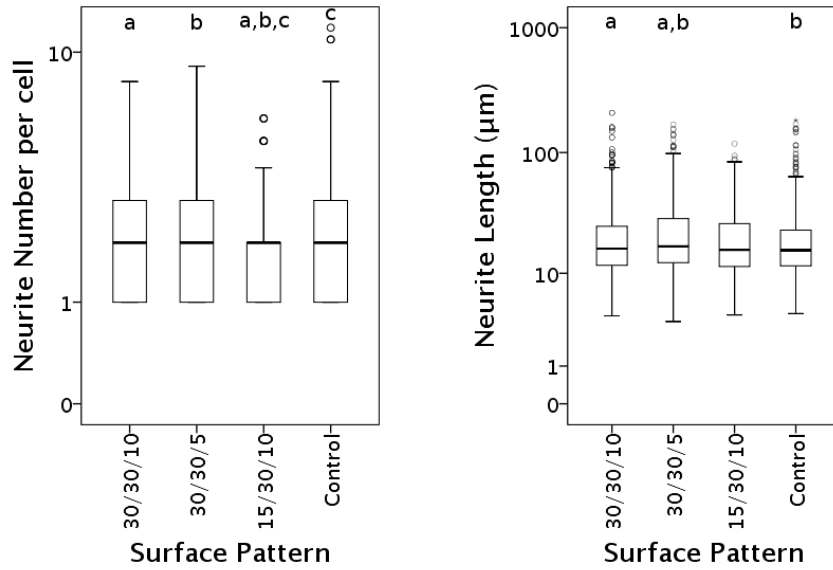 Neurite Number per cell
10
1
0
a b a,b,c c
30/30/10
30/30/5
15/30/10
Control
Surface Pattern
Neurite Length (µm)
1000
100
10
1
0
a a,b b
30/30/10
30/30/5
15/30/10
Control
Surface Pattern